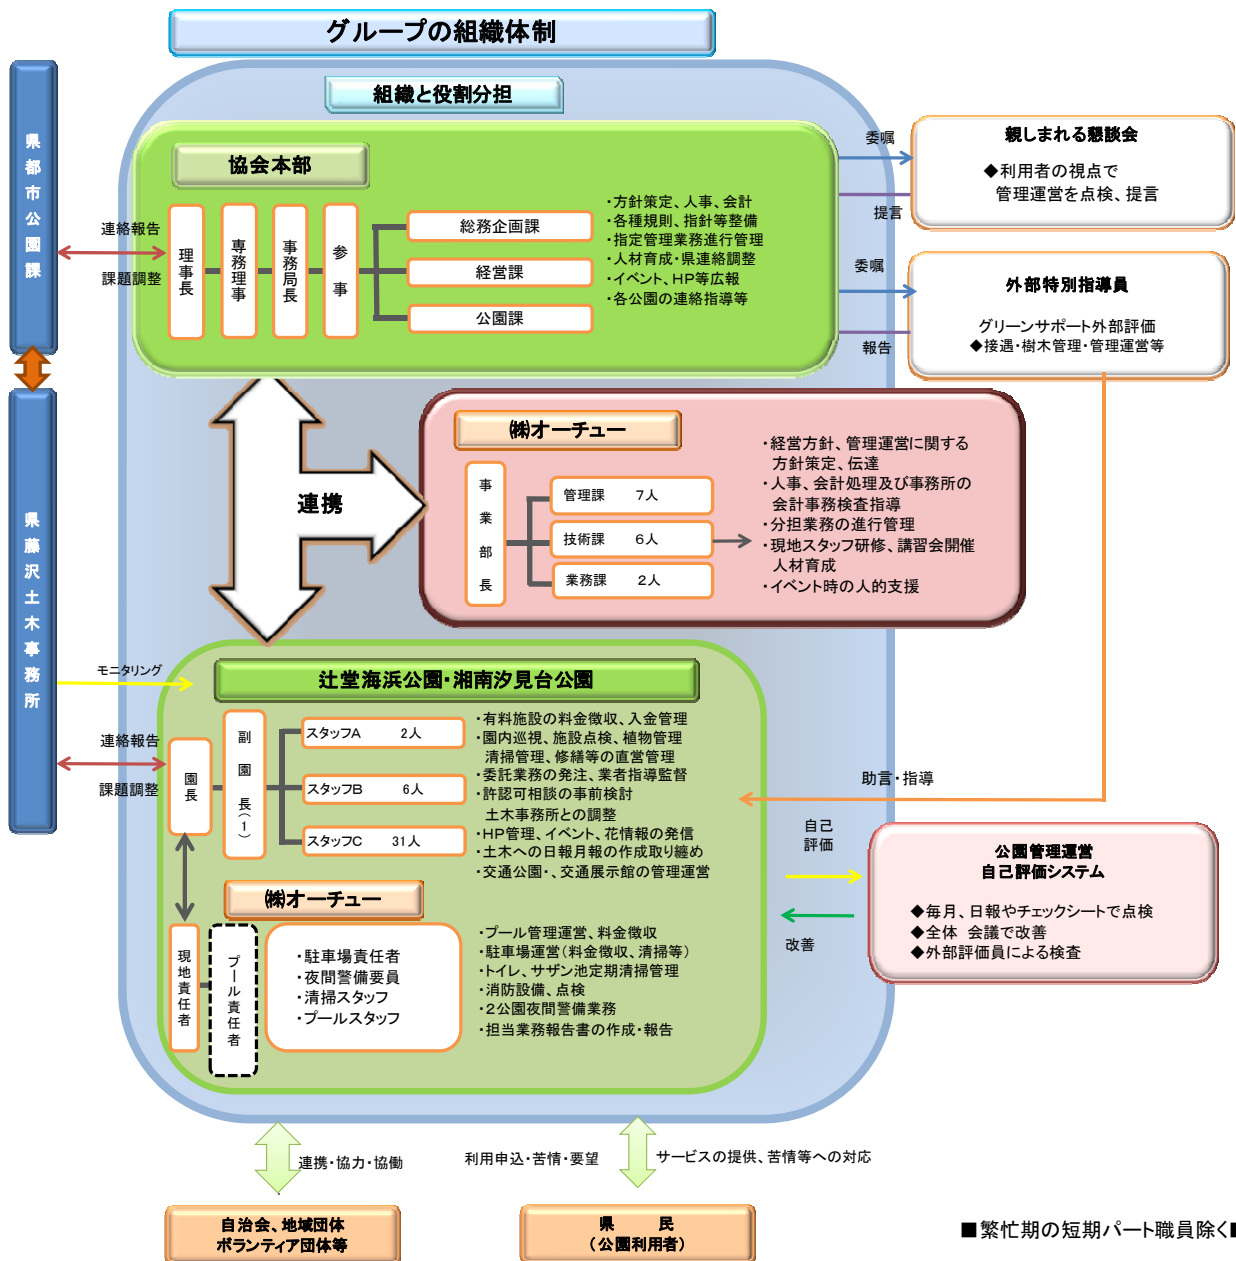 グループの組織体制
組織と役割分担
県都市公園課
連絡報告
課題調整
協会本部
理事長
専務理事
事務局長
参事
総務企画課
経営課
公園課
・方針策定、人事、会計
・各種規則、指針等整備
・指定管理業務進行管理
・人材育成・県連絡調整
・イベント、HP等広報
・各公園の連絡指導等
委嘱
提言
親しまれる懇談会
◆利用者の視点で
管理運営を点検、提言
委嘱
報告
外部特別指導員
グリーンサポート外部評価
◆接遇・樹木管理・管理運営等
連携
㈱オーチュー
事業部長
管理課 7人
技術課 6人
業務課 2人
・経営方針、管理運営に関する
方針策定、伝達
・人事、会計処理及び事務所の
会計事務検査指導
・分担業務の進行管理
・現地スタッフ研修、講習会開催
人材育成
・イベント時の人的支援
県藤沢土木事務所
モニタリング
連絡報告
課題調整
辻堂海浜公園・湘南汐見台公園
園長
副園長(1)
スタッフA 2人
スタッフB 6人
スタッフC 31人
・有料施設の料金徴収、入金管理
・園内巡視、施設点検、植物管理
清掃管理、修繕等の直営管理
・委託業務の発注、業者指導監督
・許認可相談の事前検討
土木事務所との調整
・HP管理、イベント、花情報の発信
・土木への日報月報の作成取り纏め
・交通公園・、交通展示館の管理運営
助言・指導
自己
評価
改善
公園管理運営
自己評価システム
◆毎月、日報やチェックシートで点検
◆全体 会議で改善
◆外部評価員による検査
㈱オーチュー
現地責任者
プール責任者
・駐車場責任者
・夜間警備要員
・清掃スタッフ
・プールスタッフ
・プール管理運営、料金徴収
・駐車場運営(料金徴収、清掃等)
・トイレ、サザン池定期清掃管理
・消防設備、点検
・2公園夜間警備業務
・担当業務報告書の作成・報告
連携・協力・協働
利用申込・苦情・要望
サービスの提供、苦情等への対応
自治会、地域団体
ボランティア団体等
県 民
(公園利用者)
■繁忙期の短期パート職員除く■